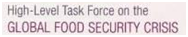 High-Level Task Force on the
GLOBAL FOOD SECURITY CRISIS